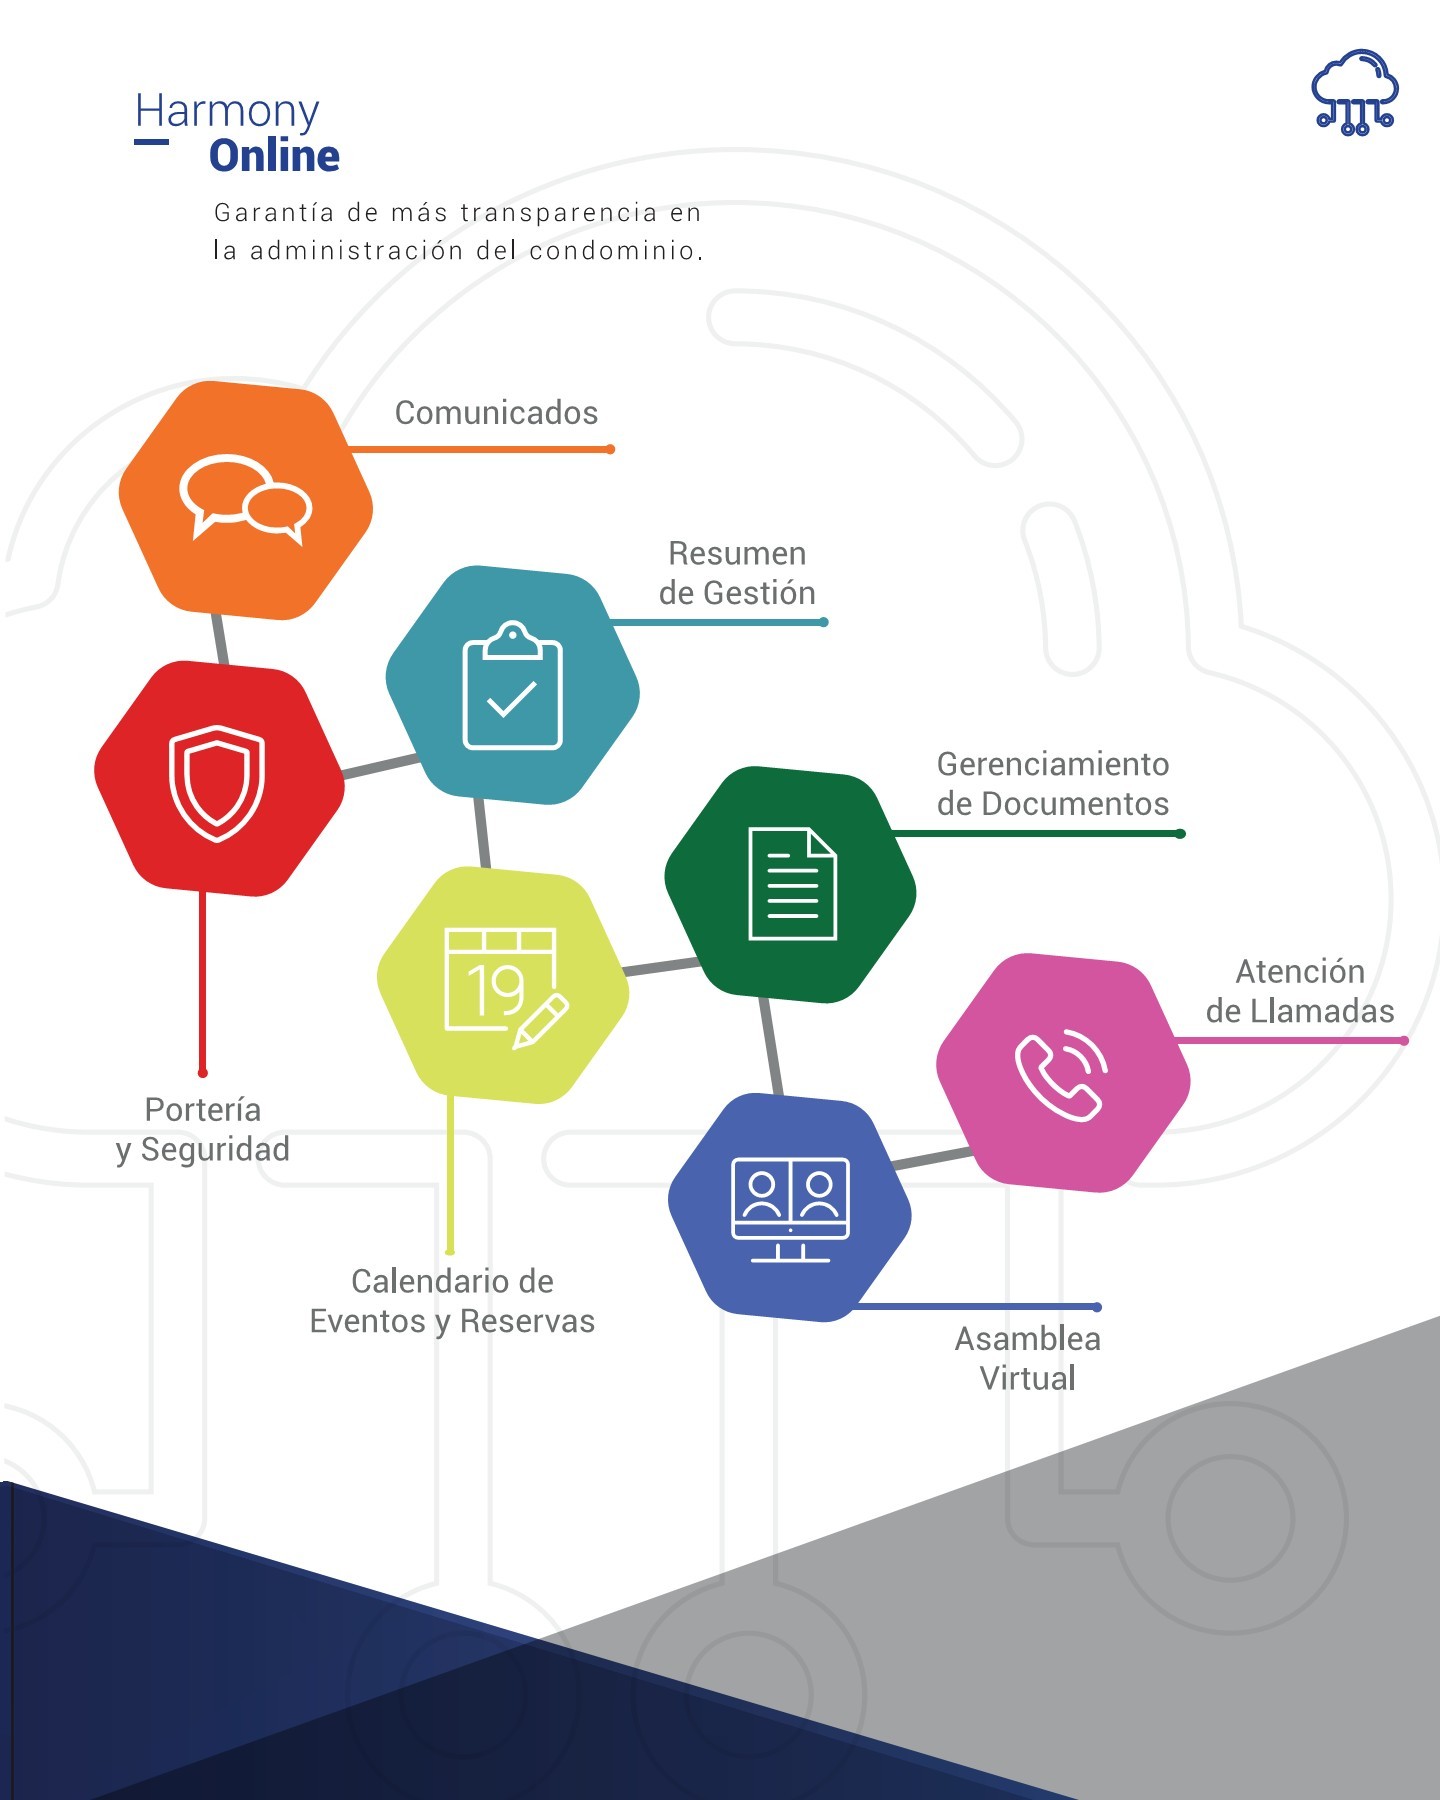 Harmony
Online
Garantía de más transparencia en
la administración del condominio.
Comunicados
Resumen
de Gestión
Gerenciamiento
de Documentos
19
Atención
de Llamadas
Portería
y Seguridad
Calendario de
Eventos y Reservas
Asamblea
Virtual